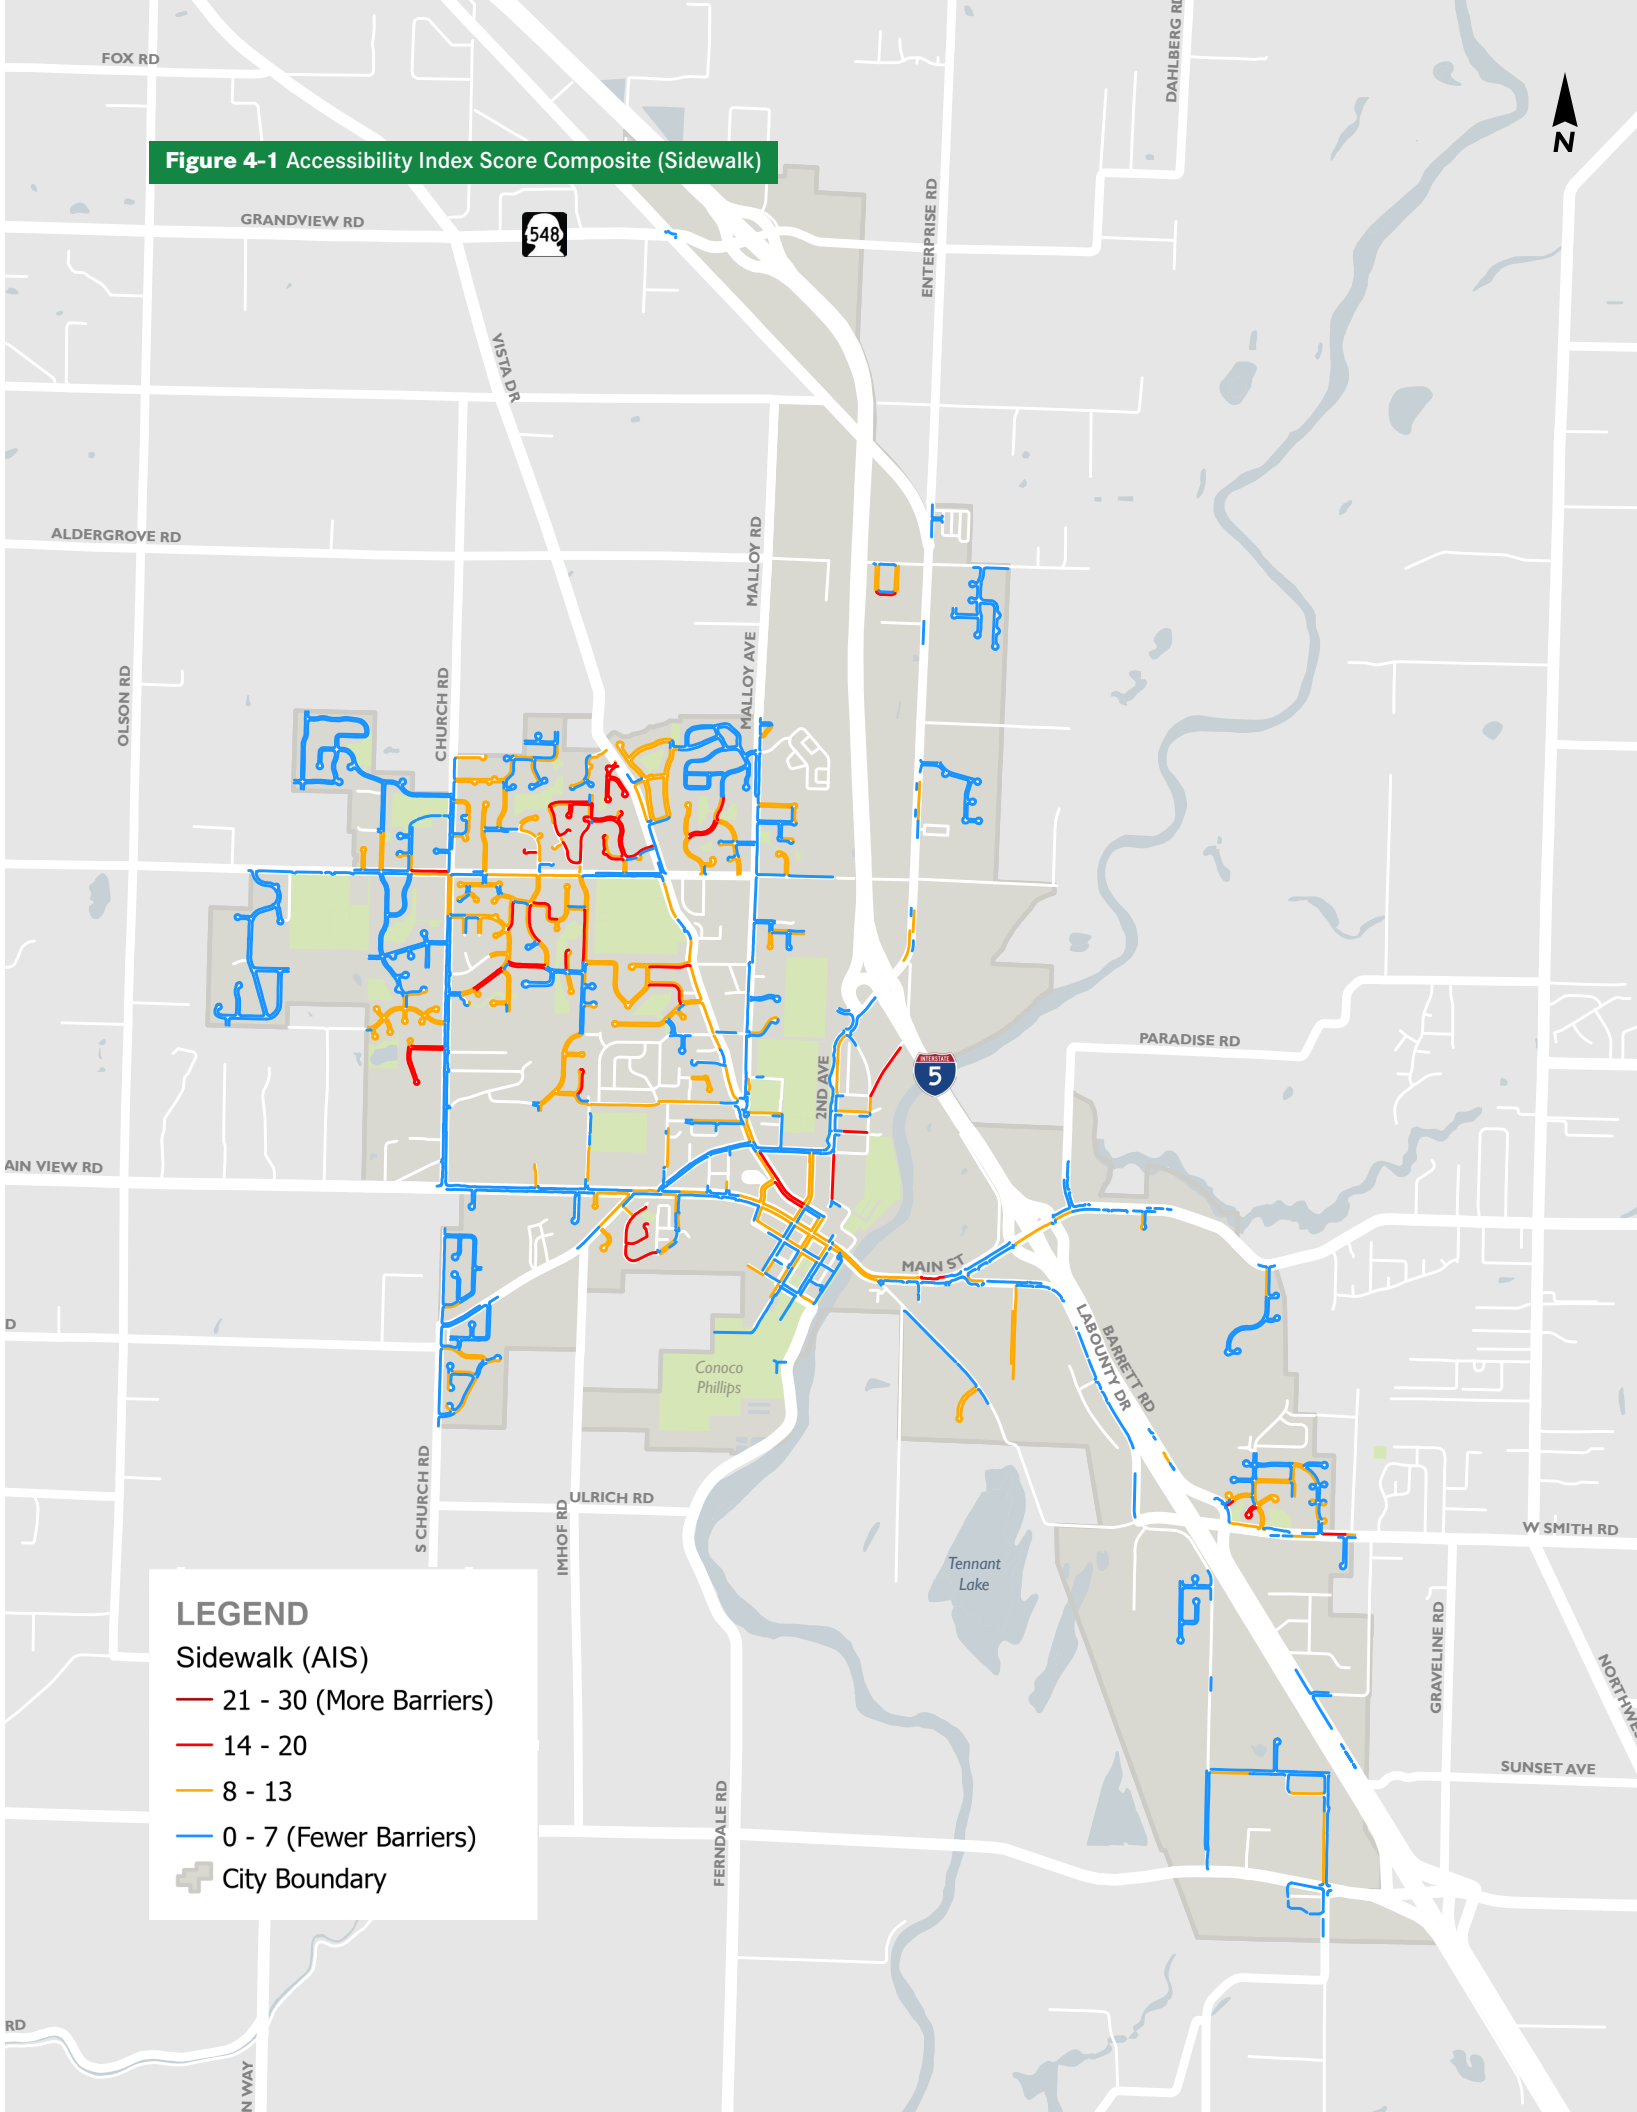 FOX RD
DAHLBERG RD
N
Figure 4-1 Accessibility Index Score Composite (Sidewalk)
ENTERPRISE RD
GRANDVIEW RD
548
VISTA DR
ALDERGROVE RD
MALLOY RD
MALLOY AVE
OLSON RD
CHURCH RD
PARADISE RD
INTERSTATE
5
2ND AVE
AIN VIEW RD
MAIN ST
D
BARRETT RD
LABOUNTY DR
Conoco
Phillips
S CHURCH RD
ULRICH RD
IMHOF RD
W SMITH RD
Tennant
Lake
GRAVELINE RD
NORTHWE
SUNSET AVE
FERNDALE RD
LEGEND
Sidewalk (AIS)
21 - 30 (More Barriers)
14 - 20
8 - 13
0 - 7 (Fewer Barriers)
City Boundary
RD
N WAY